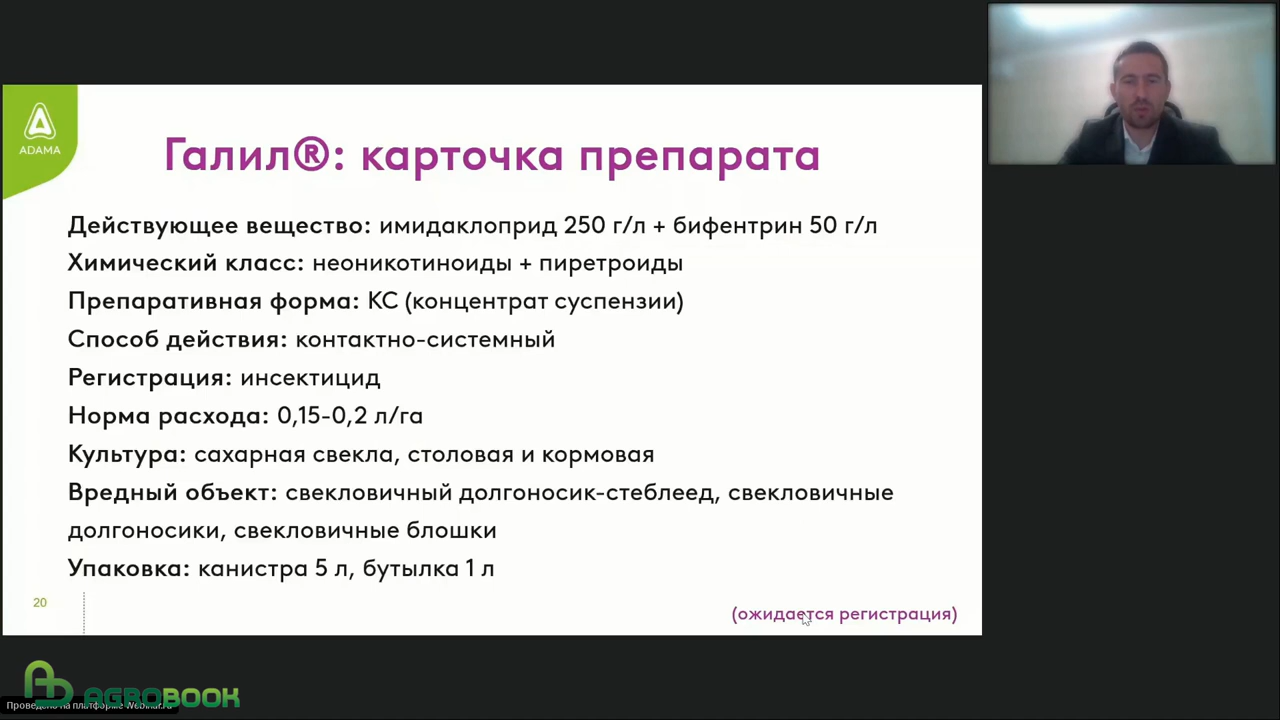 ADAMA
Галил®: карточка препарата
Действующее вещество: имидаклоприд 250 г/л + бифентрин 50 г/л
Химический класс: неоникотиноиды + пиретроиды
Препаративная форма: КС (концентрат суспензии)
Способ действия: контактно-системный
Регистрация: инсектицид
Норма расхода: 0,15-0,2 л/га
Культура: сахарная свекла, столовая и кормовая
Вредный объект: свекловичный долгоносик-стеблеед, свекловичные
долгоносики, свекловичные блошки
Упаковка: канистра 5 л, бутылка 1 л
20
(ожидается регистрация)
AGROBOOK
Проведено на платформе Webinar.ru